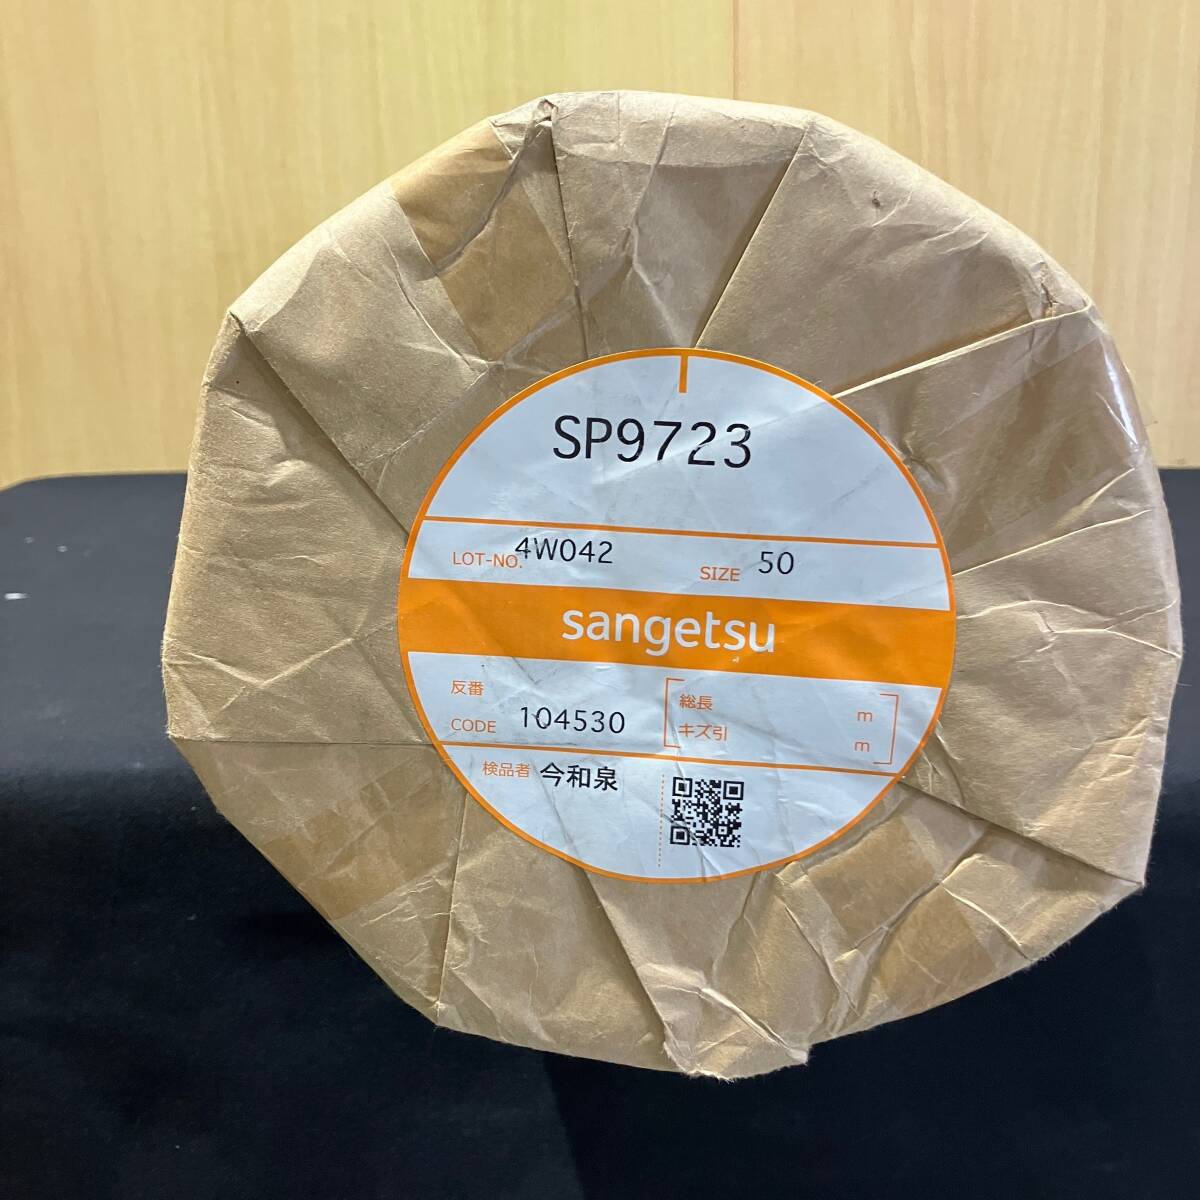 SP9723
LOT-NO. 4W042 SIZE 50
sangetsu
反番
CODE 104530
総長 m
キズ引 m
検品者 今和泉